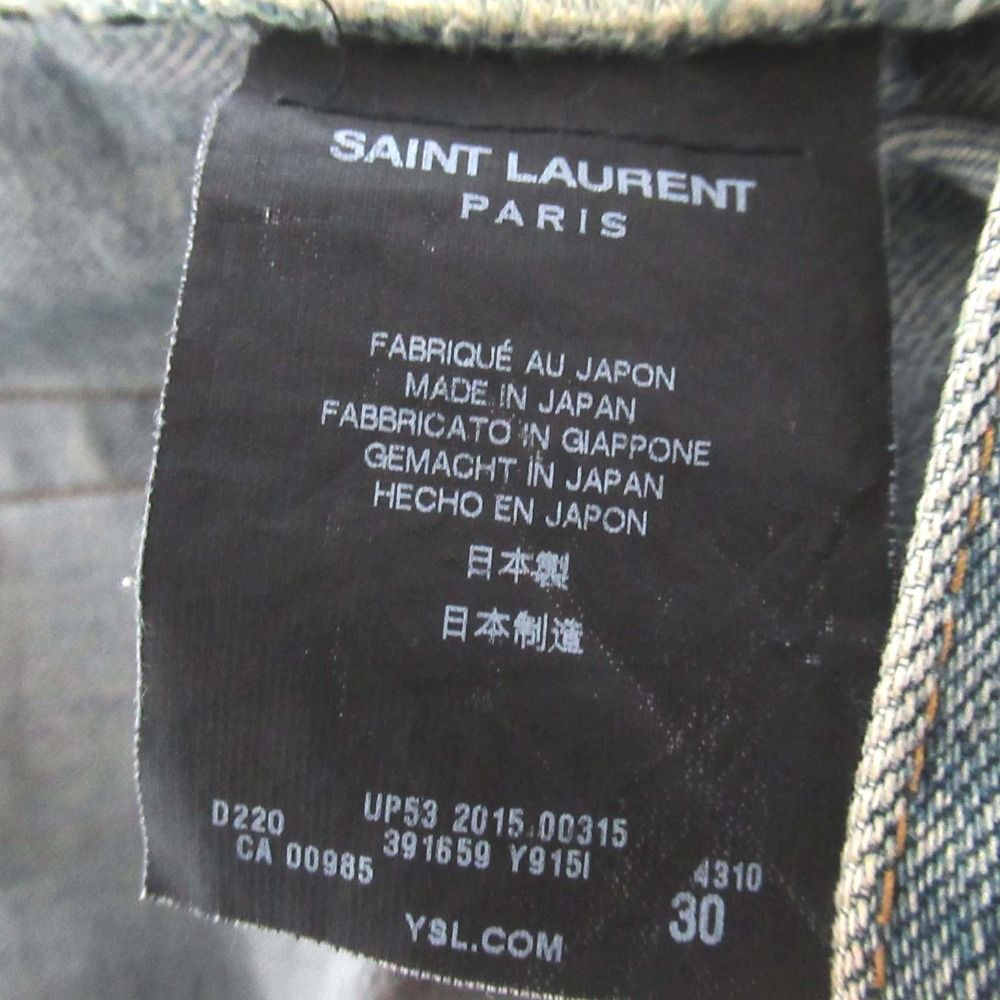 SAINT LAURENT
PARIS
FABRIQUÉ AU JAPON
MADE IN JAPAN
FABBRICATO IN GIAPPONE
GEMACHT IN JAPAN
HECHO EN JAPON
日本製
日本制造
D220 UP53 2015.00315
CA 00985 391659 Y915I 4310
30
YSL.COM